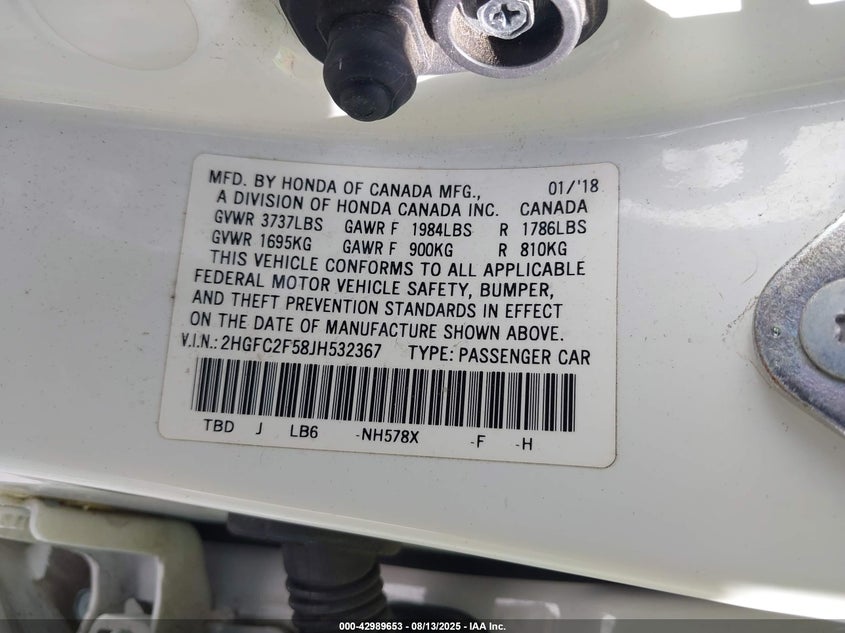 MFD. BY HONDA OF CANADA MFG., 01/'18
A DIVISION OF HONDA CANADA INC. CANADA
GVWR 3737LBS GAWR F 1984LBS R 1786LBS
GVWR 1695KG GAWR F 900KG R 810KG
THIS VEHICLE CONFORMS TO ALL APPLICABLE
FEDERAL MOTOR VEHICLE SAFETY, BUMPER,
AND THEFT PREVENTION STANDARDS IN EFFECT
ON THE DATE OF MANUFACTURE SHOWN ABOVE.
V.I.N.: 2HGFC2F58JH532367 TYPE: PASSENGER CAR
TBD J LB6 -NH578X -F -H
000-42989653 - 08/13/2025 - IAA Inc.